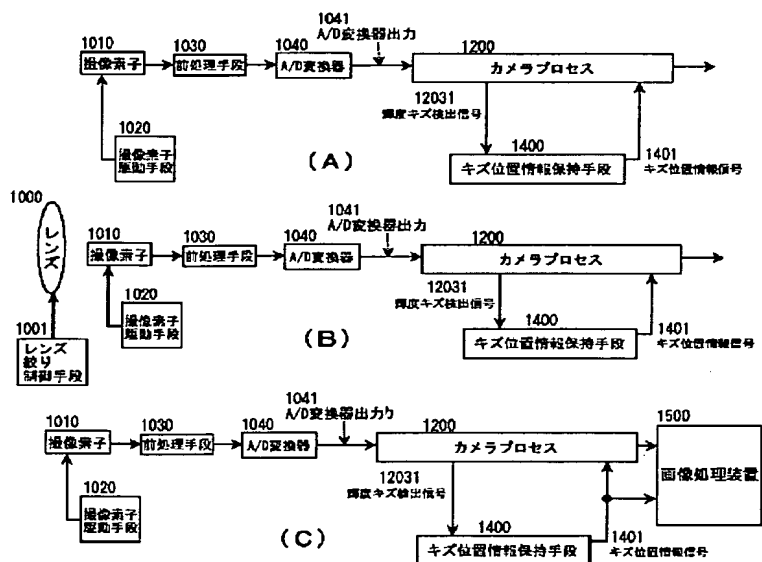 1010
撮像素子
1030
前処理手段
1040
A/D変換器
1041
A/D変換器出力
1200
カメラプロセス
12031
輝度キズ検出信号
1400
キズ位置情報保持手段
1401
キズ位置情報信号
1020
撮像素子
駆動手段
(A)
1000
レンズ
1001
レンズ
絞り
制御手段
1010
撮像素子
1030
前処理手段
1040
A/D変換器
1041
A/D変換器出力
1200
カメラプロセス
12031
輝度キズ検出信号
1400
キズ位置情報保持手段
1401
キズ位置情報信号
1020
撮像素子
駆動手段
(B)
1010
撮像素子
1030
前処理手段
1040
A/D変換器
1041
A/D変換器出力り
1200
カメラプロセス
1500
画像処理装置
12031
輝度キズ検出信号
1400
キズ位置情報保持手段
1401
キズ位置情報信号
1020
撮像素子
駆動手段
(C)